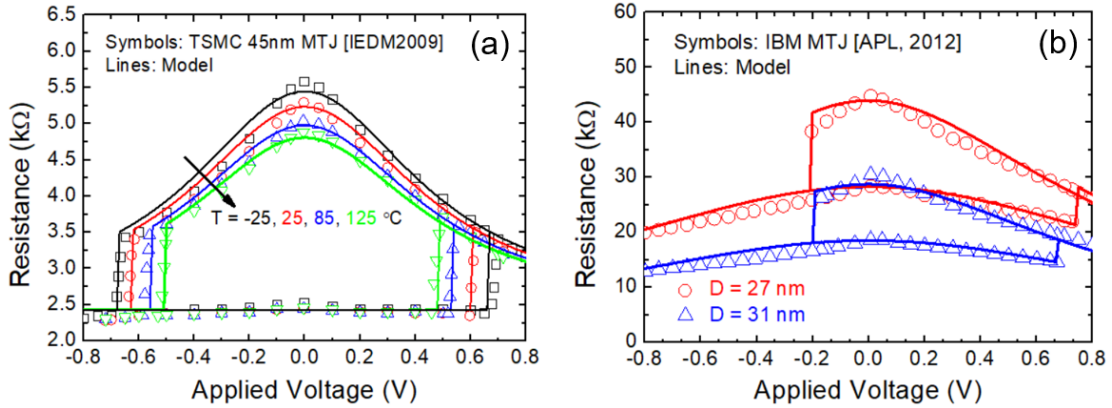 Symbols: TSMC 45nm MTJ [IEDM2009]
Lines: Model
(a)
T = -25, 25, 85, 125 °C
6.5
6.0
5.5
5.0
4.5
4.0
3.5
3.0
2.5
2.0
Resistance (kΩ)
-0.8 -0.6 -0.4 -0.2 0.0 0.2 0.4 0.6 0.8
Applied Voltage (V)
Symbols: IBM MTJ [APL, 2012]
Lines: Model
(b)
D = 27 nm
D = 31 nm
60
50
40
30
20
10
0
Resistance (kΩ)
-0.8 -0.6 -0.4 -0.2 0.0 0.2 0.4 0.6 0.8
Applied Voltage (V)